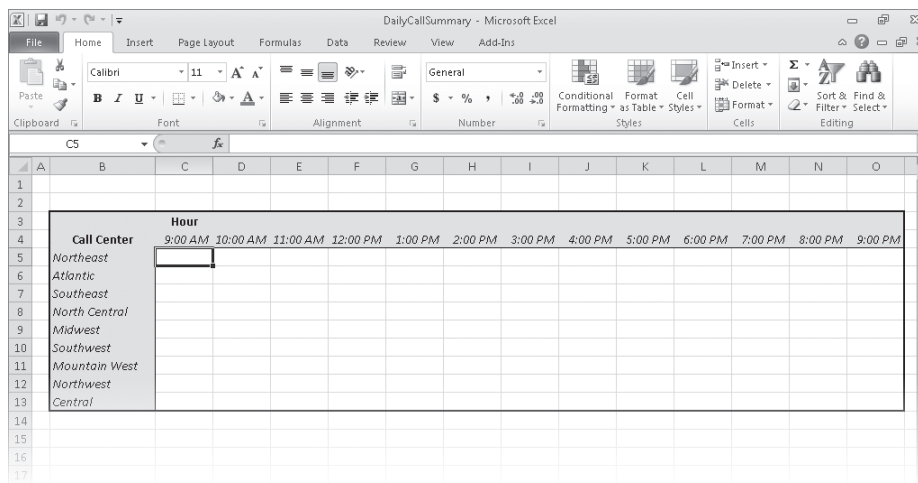 DailyCallSummary - Microsoft Excel
File Home Insert Page Layout Formulas Data Review View Add-Ins
Paste
Calibri 11 A A
B I U A
General
$ % , .0 .00 .00 .0
Conditional Formatting
Format as Table
Cell Styles
Insert
Delete
Format
Σ
Sort & Filter
Find & Select
Clipboard Font Alignment Number Styles Cells Editing
C5 fx
A B C D E F G H I J K L M N O
1
2
3 Hour
4 Call Center 9:00 AM 10:00 AM 11:00 AM 12:00 PM 1:00 PM 2:00 PM 3:00 PM 4:00 PM 5:00 PM 6:00 PM 7:00 PM 8:00 PM 9:00 PM
5 Northeast
6 Atlantic
7 Southeast
8 North Central
9 Midwest
10 Southwest
11 Mountain West
12 Northwest
13 Central
14
15
16
17